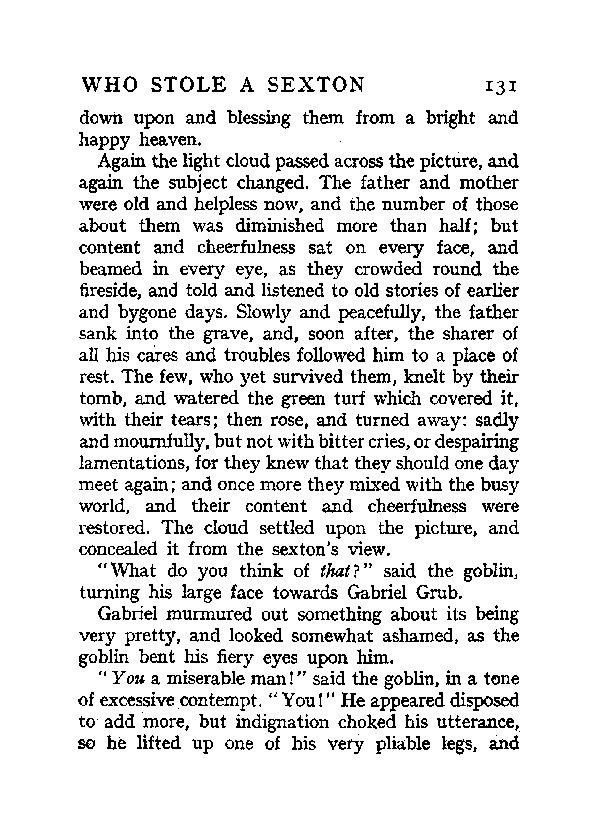 WHO STOLE A SEXTON 131
down upon and blessing them from a bright and
happy heaven.
Again the light cloud passed across the picture, and
again the subject changed. The father and mother
were old and helpless now, and the number of those
about them was diminished more than half; but
content and cheerfulness sat on every face, and
beamed in every eye, as they crowded round the
fireside, and told and listened to old stories of earlier
and bygone days. Slowly and peacefully, the father
sank into the grave, and, soon after, the sharer of
all his cares and troubles followed him to a place of
rest. The few, who yet survived them, knelt by their
tomb, and watered the green turf which covered it,
with their tears; then rose, and turned away: sadly
and mournfully, but not with bitter cries, or despairing
lamentations, for they knew that they should one day
meet again; and once more they mixed with the busy
world, and their content and cheerfulness were
restored. The cloud settled upon the picture, and
concealed it from the sexton's view.
"What do you think of that?" said the goblin,
turning his large face towards Gabriel Grub.
Gabriel murmured out something about its being
very pretty, and looked somewhat ashamed, as the
goblin bent his fiery eyes upon him.
"You a miserable man!" said the goblin, in a tone
of excessive contempt. "You!" He appeared disposed
to add more, but indignation choked his utterance,
so he lifted up one of his very pliable legs, and